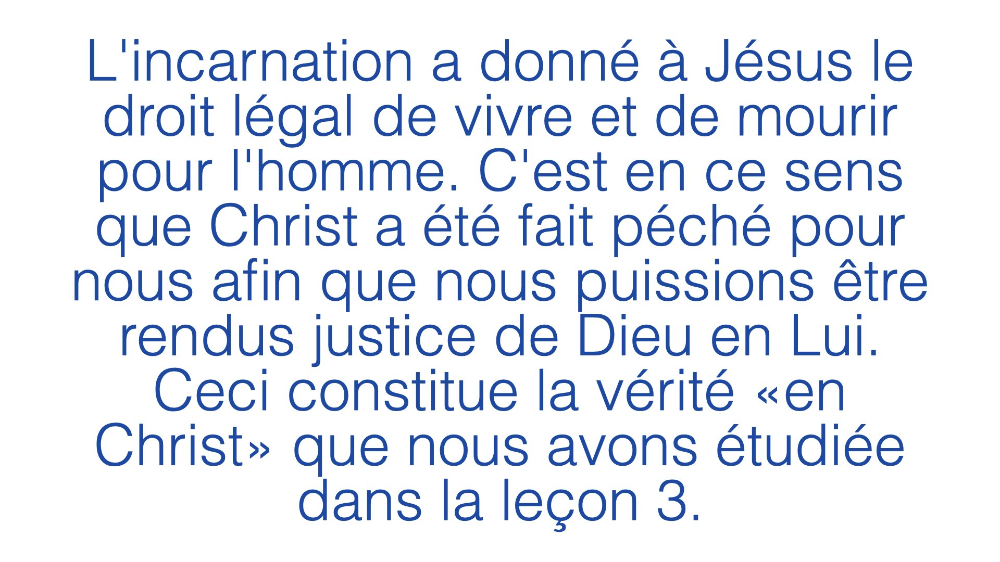 L'incarnation a donné à Jésus le
droit légal de vivre et de mourir
pour l'homme. C'est en ce sens
que Christ a été fait péché pour
nous afin que nous puissions être
rendus justice de Dieu en Lui.
Ceci constitue la vérité «en
Christ» que nous avons étudiée
dans la leçon 3.